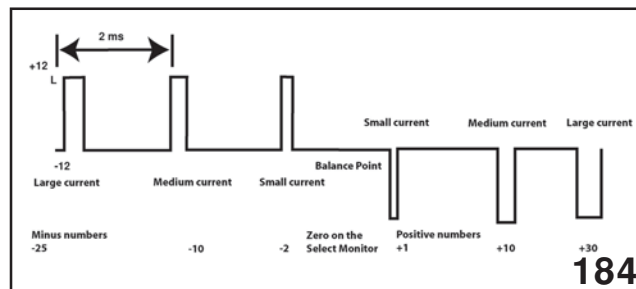 2 ms
+12
L
Small current
Medium current
Large current
-12
Balance Point
Large current
Medium current
Small current
Minus numbers
Zero on the
Positive numbers
-25
-10
-2
Select Monitor
+1
+10
+30
184